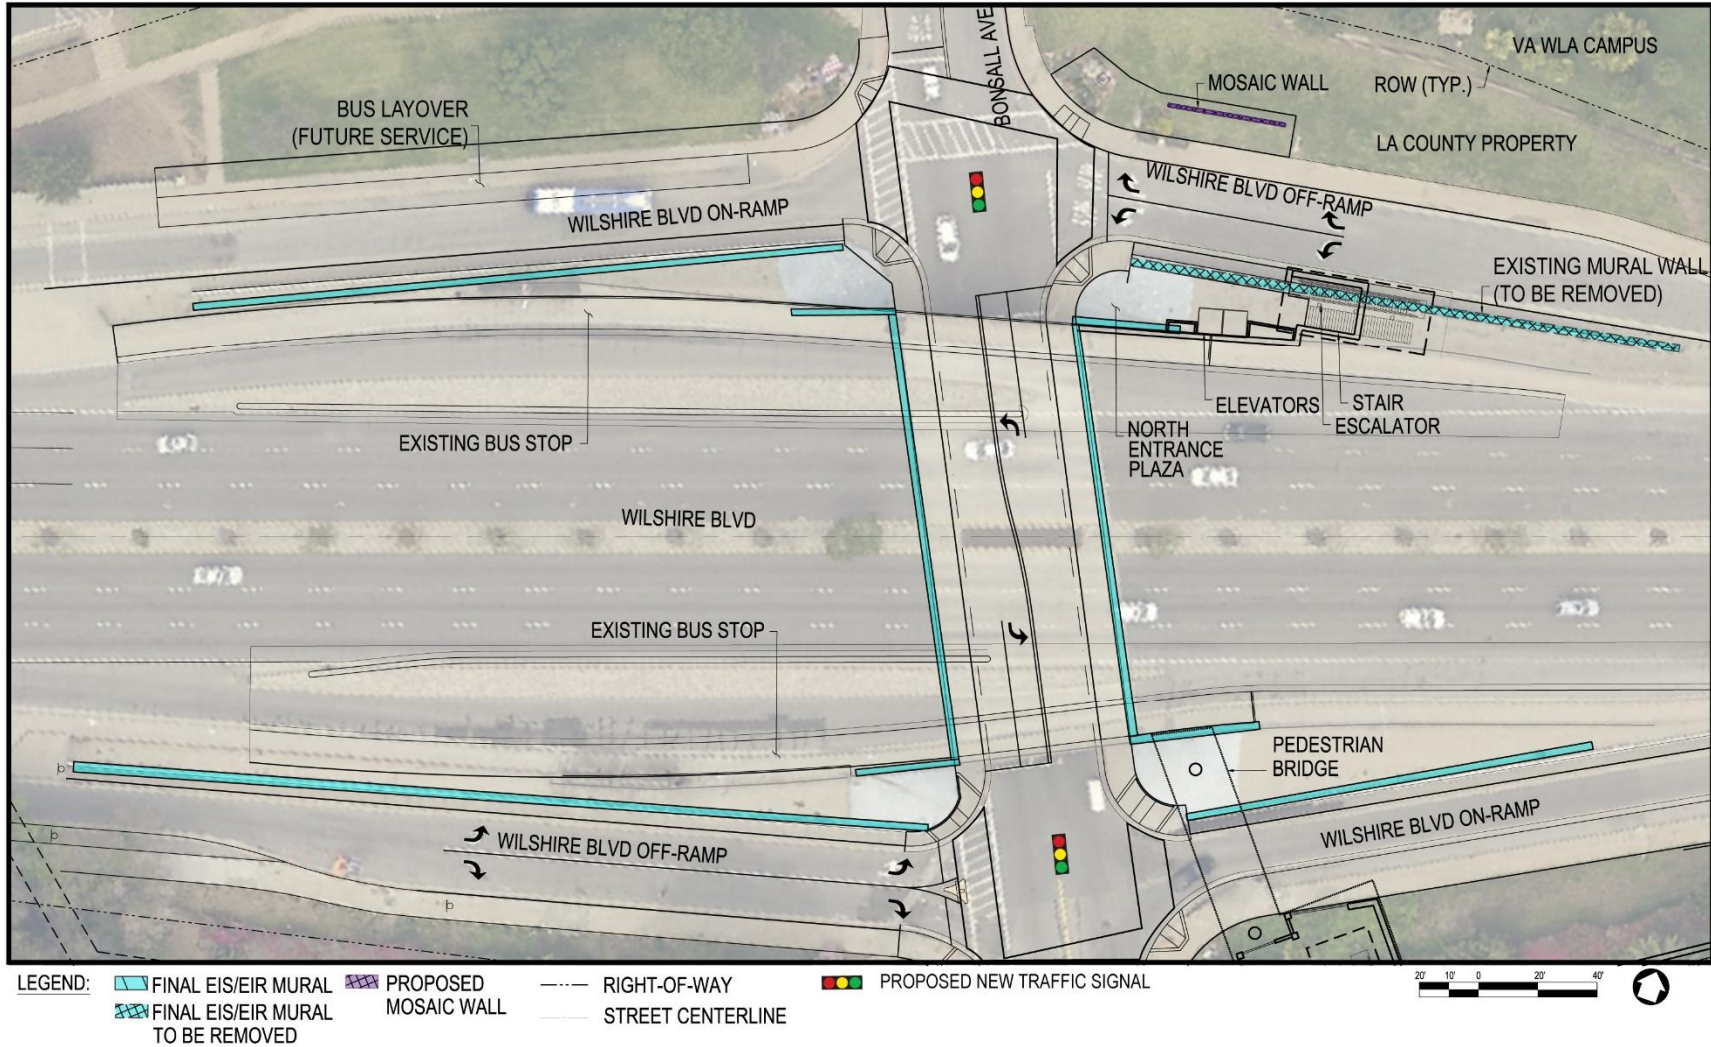 BONSALL AVE
VA WLA CAMPUS
MOSAIC WALL
ROW (TYP.)
BUS LAYOVER
(FUTURE SERVICE)
LA COUNTY PROPERTY
WILSHIRE BLVD ON-RAMP
WILSHIRE BLVD OFF-RAMP
EXISTING MURAL WALL
(TO BE REMOVED)
ELEVATORS
STAIR
ESCALATOR
EXISTING BUS STOP
NORTH
ENTRANCE
PLAZA
WILSHIRE BLVD
EXISTING BUS STOP
PEDESTRIAN
BRIDGE
WILSHIRE BLVD OFF-RAMP
WILSHIRE BLVD ON-RAMP
LEGEND:
FINAL EIS/EIR MURAL
FINAL EIS/EIR MURAL
TO BE REMOVED
PROPOSED
MOSAIC WALL
RIGHT-OF-WAY
STREET CENTERLINE
PROPOSED NEW TRAFFIC SIGNAL
20' 10' 0 20' 40'